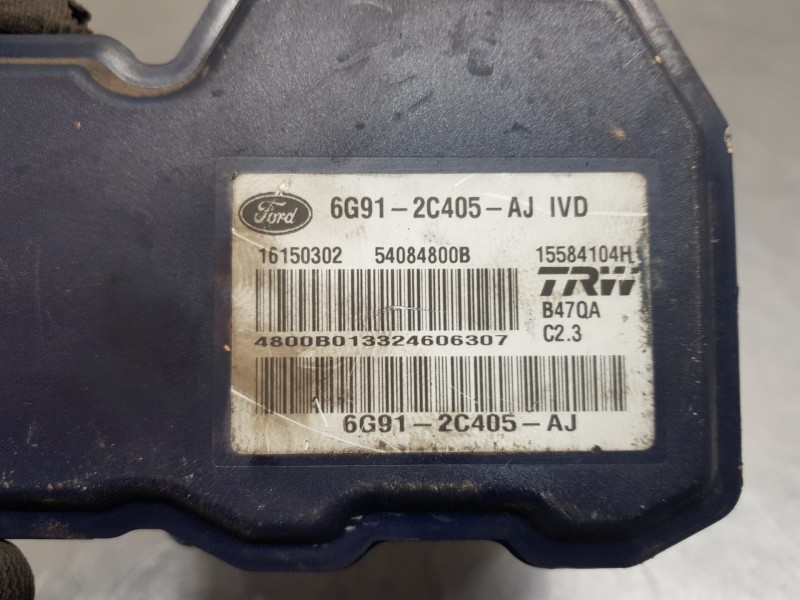 Ford 6G91-2C405-AJ IVD
16150302 54084800B 15584104H
TRW
B47QA
4800B013324606307 C2.3
6G91-2C405-AJ